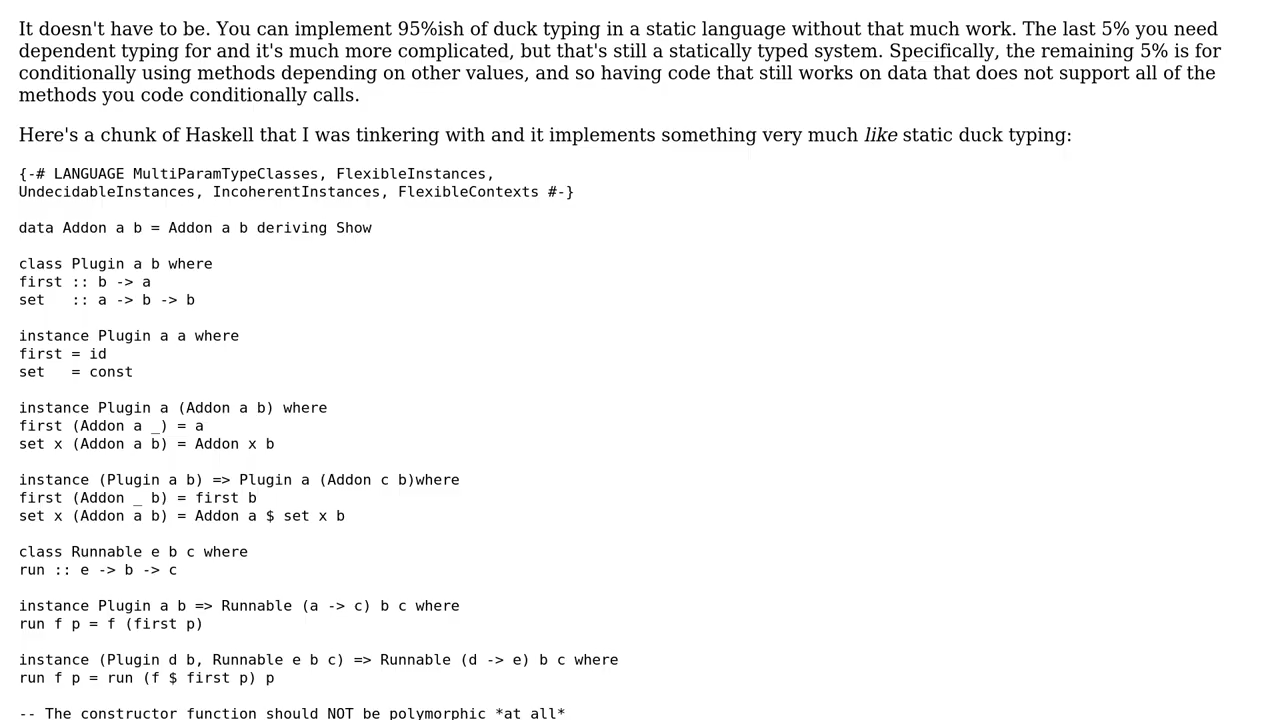 It doesn't have to be. You can implement 95%ish of duck typing in a static language without that much work. The last 5% you need
dependent typing for and it's much more complicated, but that's still a statically typed system. Specifically, the remaining 5% is for
conditionally using methods depending on other values, and so having code that still works on data that does not support all of the
methods you code conditionally calls.
Here's a chunk of Haskell that I was tinkering with and it implements something very much like static duck typing:
{-# LANGUAGE MultiParamTypeClasses, FlexibleInstances,
UndecidableInstances, IncoherentInstances, FlexibleContexts #-}
data Addon a b = Addon a b deriving Show
class Plugin a b where
first :: b -> a
set   :: a -> b -> b
instance Plugin a a where
first = id
set   = const
instance Plugin a (Addon a b) where
first (Addon a _) = a
set x (Addon a b) = Addon x b
instance (Plugin a b) => Plugin a (Addon c b)where
first (Addon _ b) = first b
set x (Addon a b) = Addon a $ set x b
class Runnable e b c where
run :: e -> b -> c
instance Plugin a b => Runnable (a -> c) b c where
run f p = f (first p)
instance (Plugin d b, Runnable e b c) => Runnable (d -> e) b c where
run f p = run (f $ first p) p
-- The constructor function should NOT be polymorphic *at all*